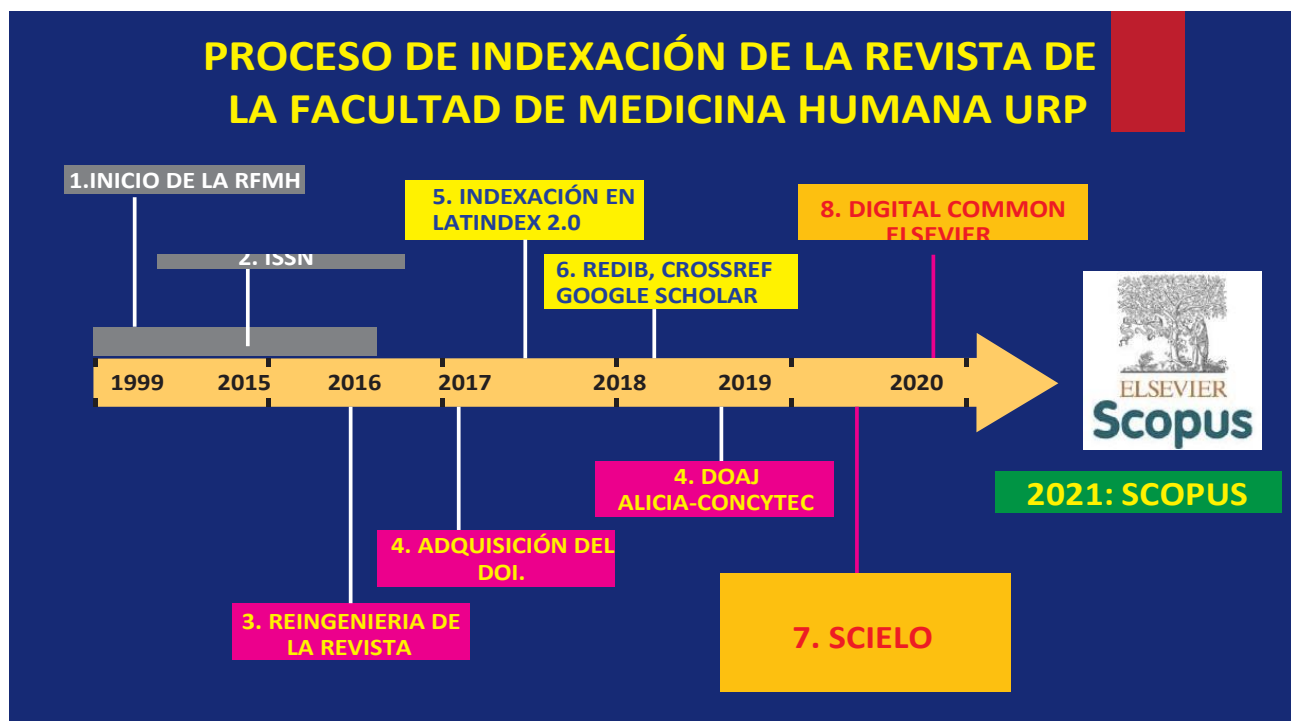 PROCESO DE INDEXACIÓN DE LA REVISTA DE
LA FACULTAD DE MEDICINA HUMANA URP
1.INICIO DE LA RFMH
2. ISSN
5. INDEXACIÓN EN
LATINDEX 2.0
6. REDIB, CROSSREF
GOOGLE SCHOLAR
8. DIGITAL COMMON
ELSEVIER
1999 2015 2016 2017 2018 2019 2020
ELSEVIER
Scopus
2021: SCOPUS
4. DOAJ
ALICIA-CONCYTEC
4. ADQUISICIÓN DEL
DOI.
3. REINGENIERIA DE
LA REVISTA
7. SCIELO